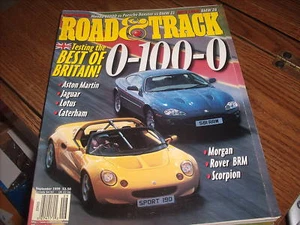 ROAD & TRACK
Testing the
BEST OF
BRITAIN!
0-100-0
• Aston Martin
• Jaguar
• Lotus
• Caterham
• Morgan
• Rover BRM
• Scorpion
SPORT 190